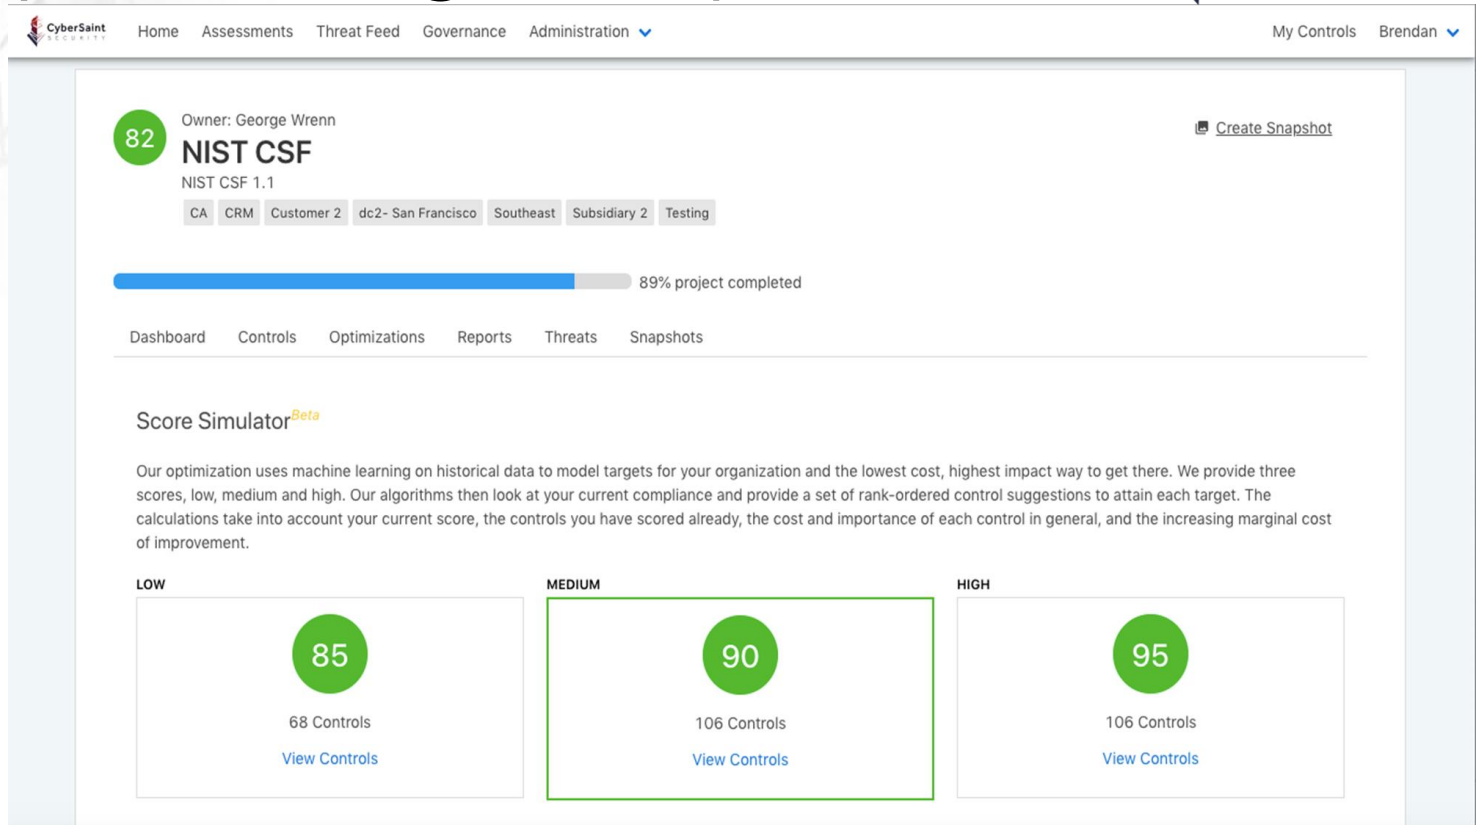 CyberSaint
SECURITY
Home Assessments Threat Feed Governance Administration
My Controls Brendan
82
Owner: George Wrenn
NIST CSF
NIST CSF 1.1
CA CRM Customer 2 dc2- San Francisco Southeast Subsidiary 2 Testing
Create Snapshot
89% project completed
Dashboard Controls Optimizations Reports Threats Snapshots
Score Simulator Beta
Our optimization uses machine learning on historical data to model targets for your organization and the lowest cost, highest impact way to get there. We provide three
scores, low, medium and high. Our algorithms then look at your current compliance and provide a set of rank-ordered control suggestions to attain each target. The
calculations take into account your current score, the controls you have scored already, the cost and importance of each control in general, and the increasing marginal cost
of improvement.
LOW
85
68 Controls
View Controls
MEDIUM
90
106 Controls
View Controls
HIGH
95
106 Controls
View Controls